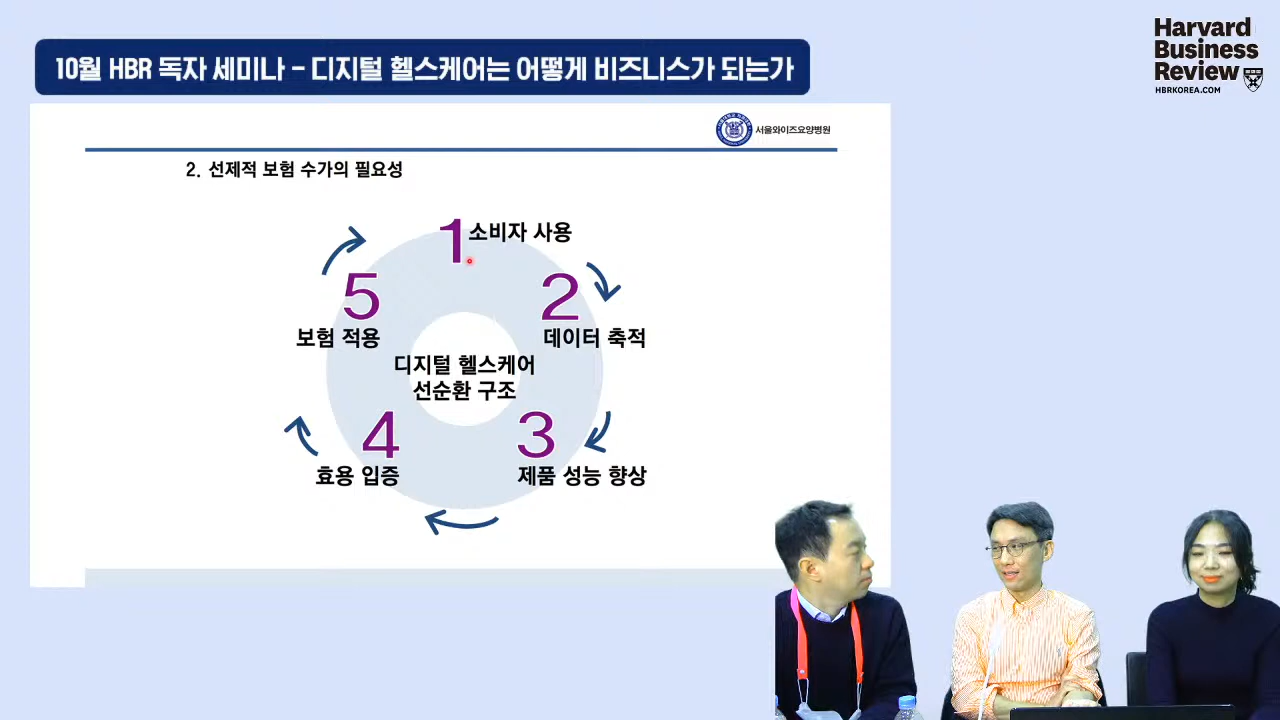 10월 HBR 독자 세미나 - 디지털 헬스케어는 어떻게 비즈니스가 되는가
Harvard
Business
Review
HBRKOREA.COM
서울와이즈요양병원
2. 선제적 보험 수가의 필요성
1 소비자 사용
2
데이터 축적
3
제품 성능 향상
4
효용 입증
5
보험 적용
디지털 헬스케어
선순환 구조